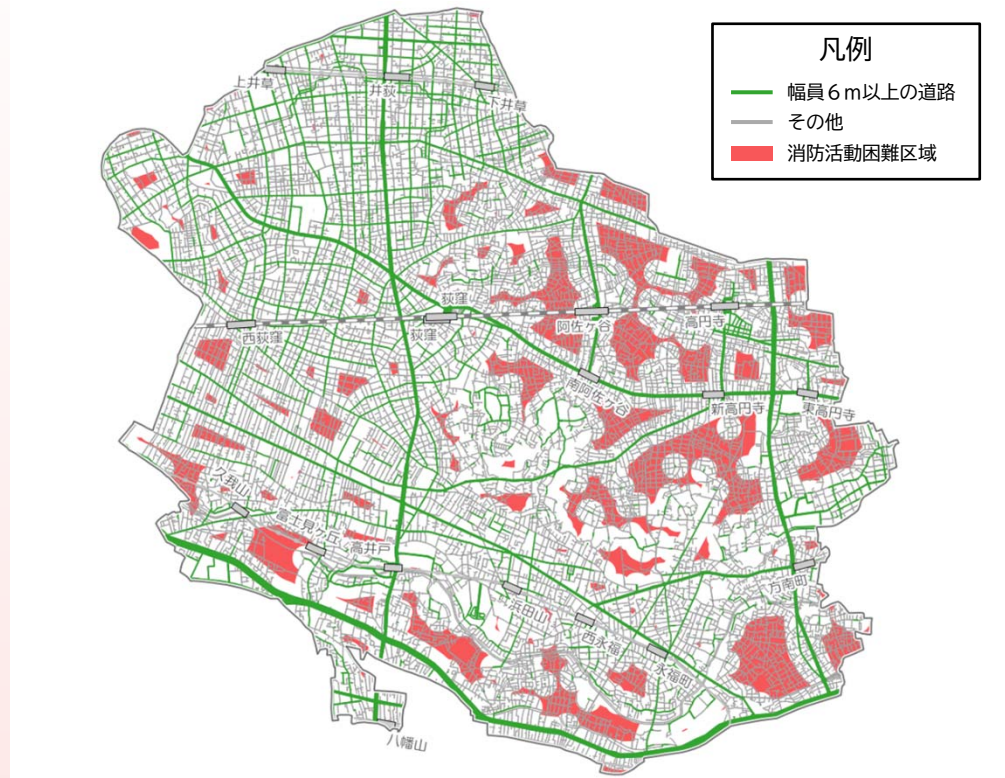 凡例
幅員６ｍ以上の道路
その他
消防活動困難区域
上井草
井荻
下井草
荻窪
荻窪
西荻窪
阿佐ヶ谷
高円寺
南阿佐ヶ谷
新高円寺
東高円寺
久我山
富士見ヶ丘
高井戸
浜田山
西永福
永福町
方南町
八幡山